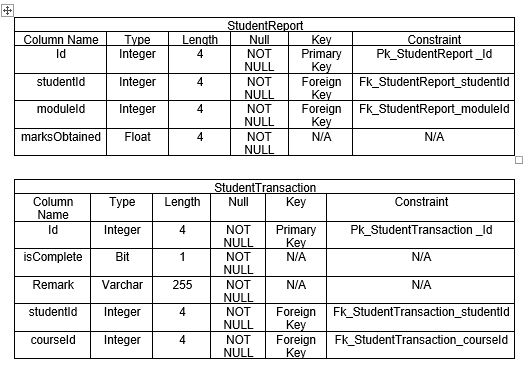 StudentReport
Column Name Type Length Null Key Constraint
Id Integer 4 NOT NULL Primary Key Pk_StudentReport _Id
studentId Integer 4 NOT NULL Foreign Key Fk_StudentReport_studentId
moduleId Integer 4 NOT NULL Foreign Key Fk_StudentReport_moduleId
marksObtained Float 4 NOT NULL N/A N/A
StudentTransaction
Column Name Type Length Null Key Constraint
Id Integer 4 NOT NULL Primary Key Pk_StudentTransaction _Id
isComplete Bit 1 NOT NULL N/A N/A
Remark Varchar 255 NOT NULL N/A N/A
studentId Integer 4 NOT NULL Foreign Key Fk_StudentTransaction_studentId
courseId Integer 4 NOT NULL Foreign Key Fk_StudentTransaction_courseId